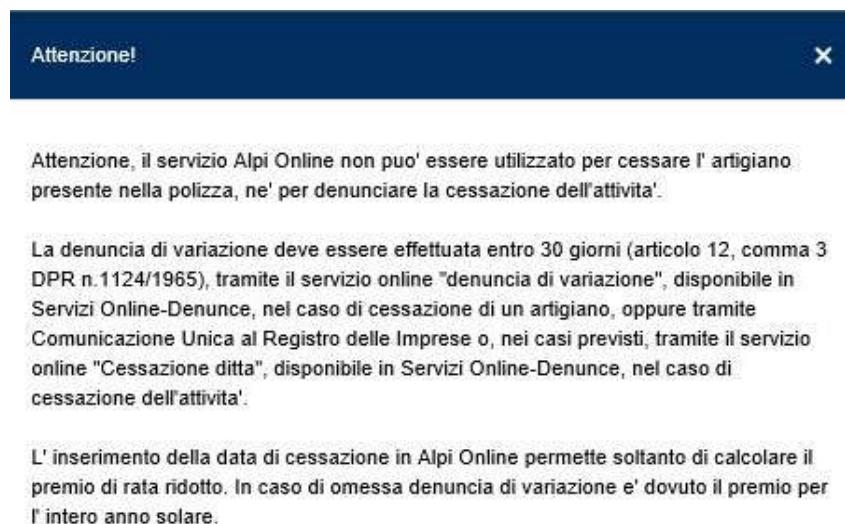 Attenzione!
Attenzione, il servizio Alpi Online non puo' essere utilizzato per cessare l' artigiano
presente nella polizza, ne' per denunciare la cessazione dell'attivita'.
La denuncia di variazione deve essere effettuata entro 30 giorni (articolo 12, comma 3
DPR n.1124/1965), tramite il servizio online "denuncia di variazione", disponibile in
Servizi Online-Denunce, nel caso di cessazione di un artigiano, oppure tramite
Comunicazione Unica al Registro delle Imprese o, nei casi previsti, tramite il servizio
online "Cessazione ditta", disponibile in Servizi Online-Denunce, nel caso di
cessazione dell'attivita'.
L' inserimento della data di cessazione in Alpi Online permette soltanto di calcolare il
premio di rata ridotto. In caso di omessa denuncia di variazione e' dovuto il premio per
l' intero anno solare.